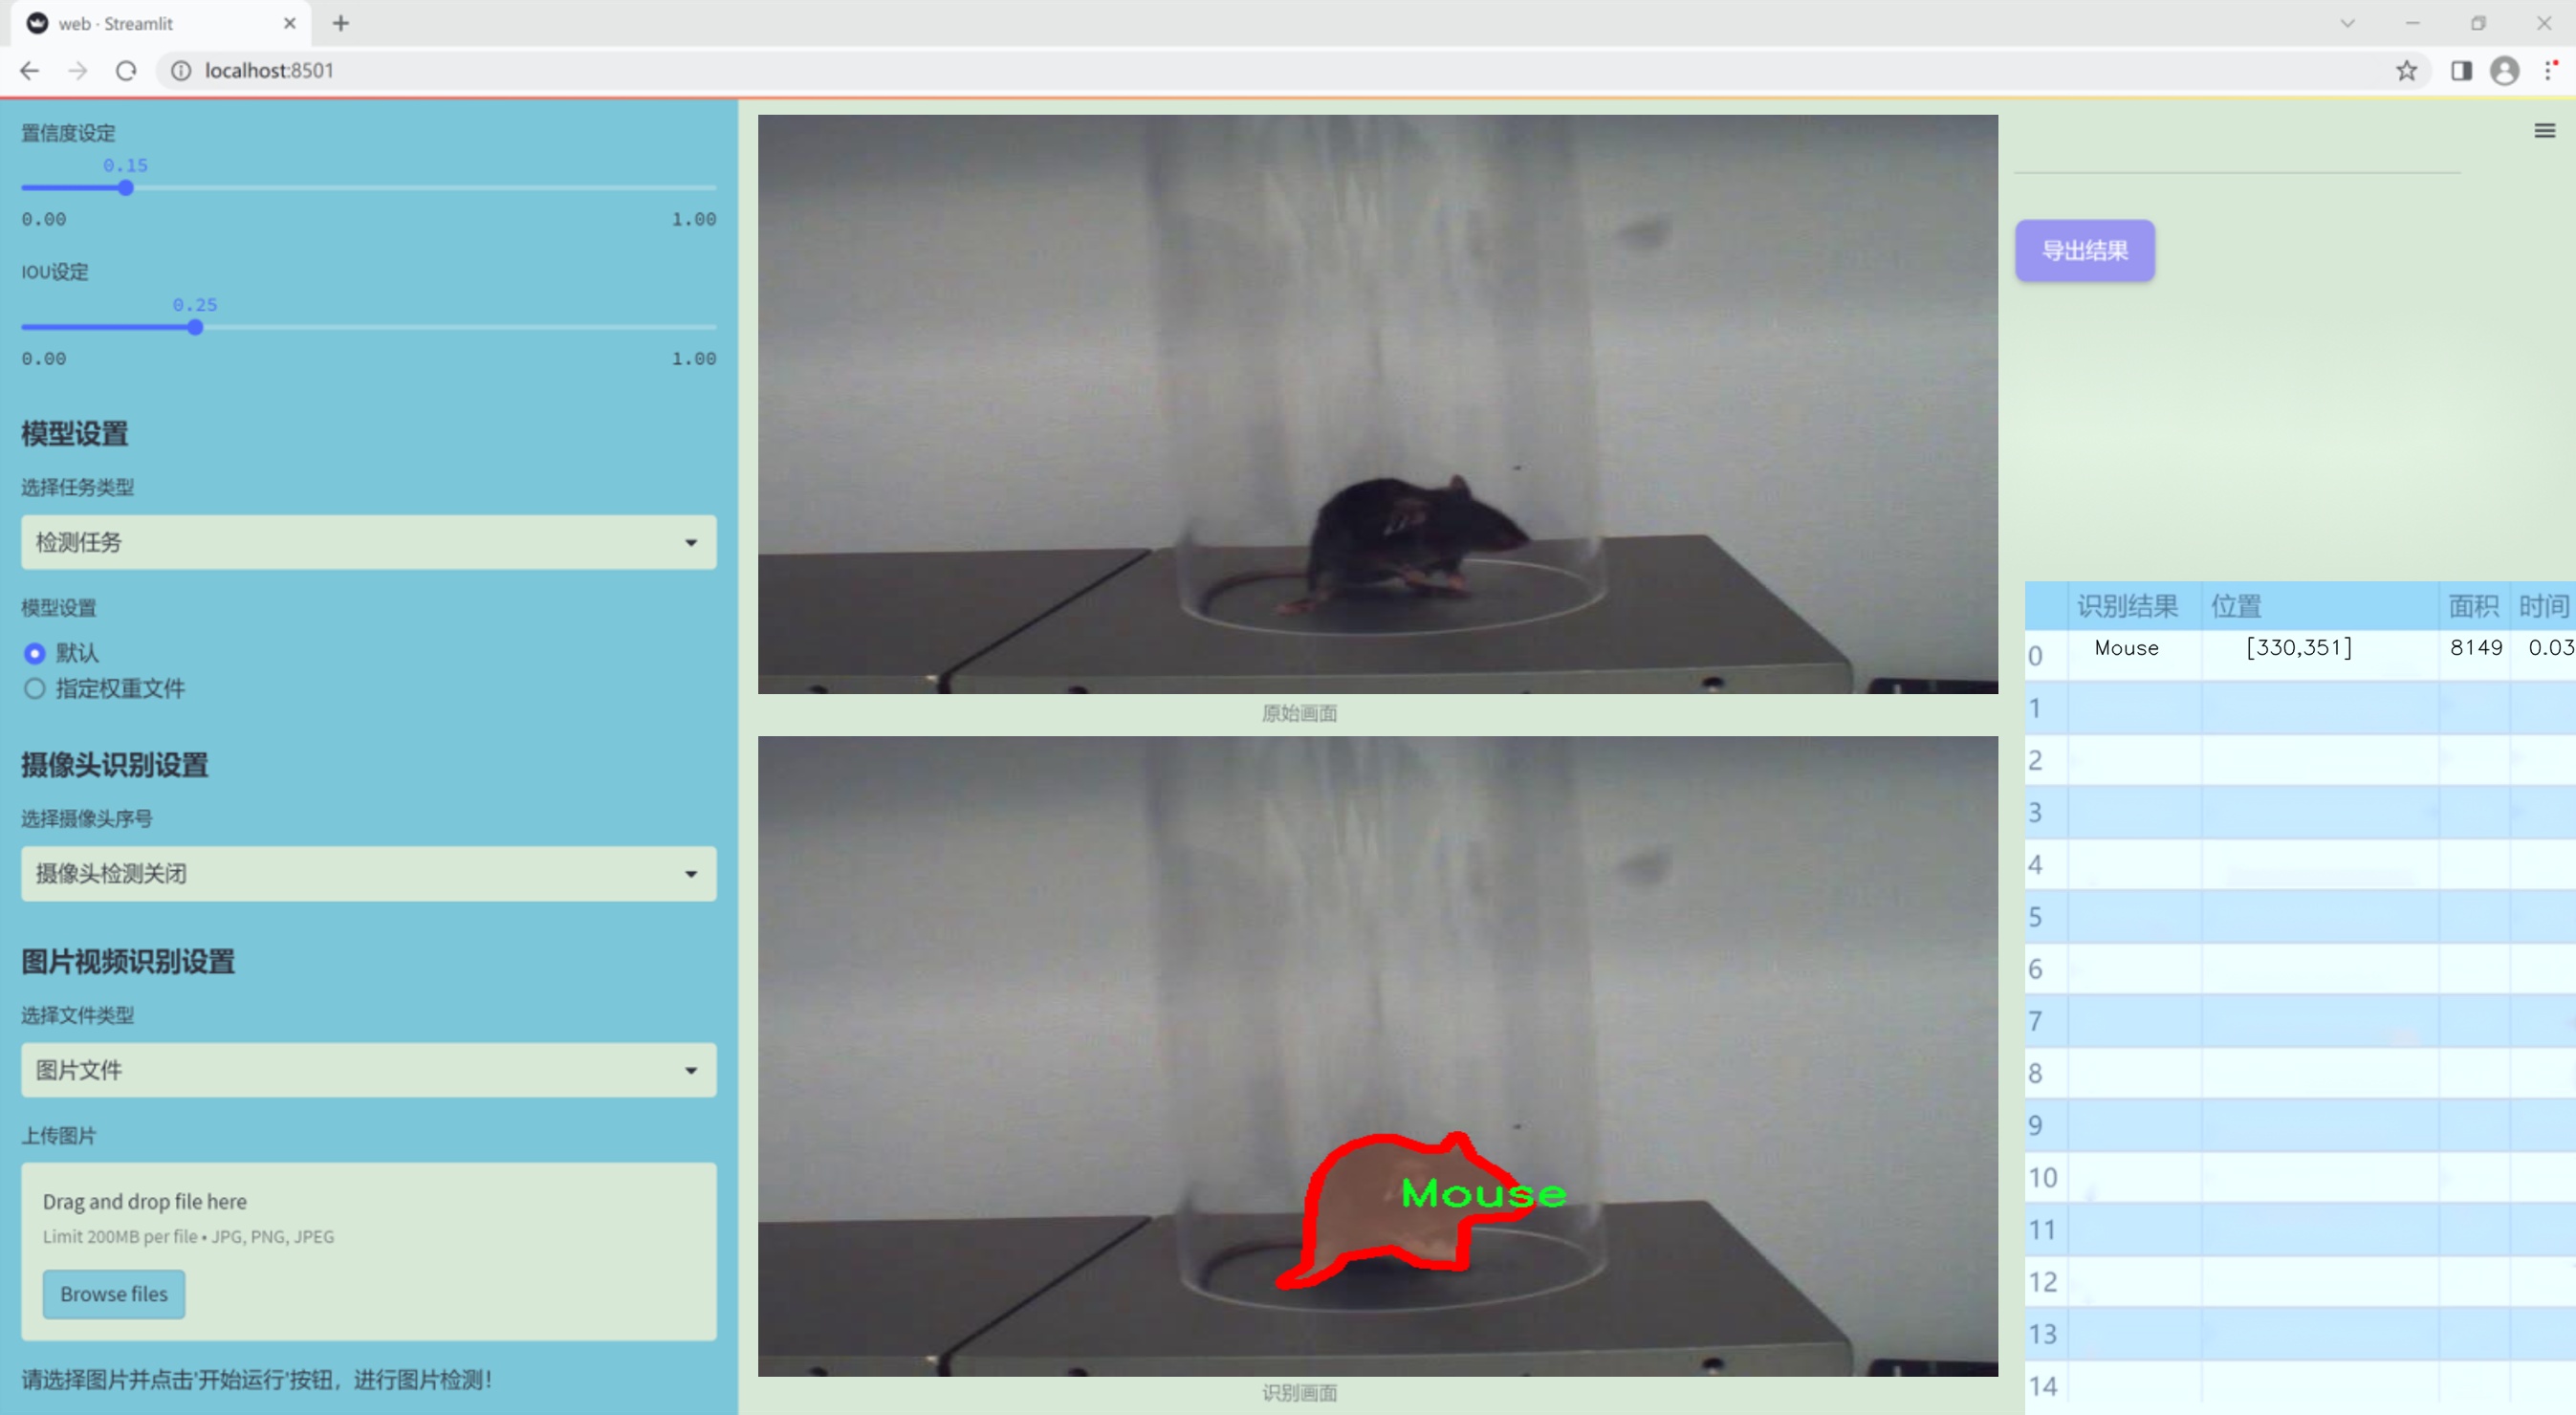 web · Streamlit
localhost:8501
置信度设定
0.15
0.00 1.00
IOU设定
0.25
0.00 1.00
模型设置
选择任务类型
检测任务
模型设置
默认
指定权重文件
摄像头识别设置
选择摄像头序号
摄像头检测关闭
图片视频识别设置
选择文件类型
图片文件
上传图片
Drag and drop file here
Limit 200MB per file • JPG, PNG, JPEG
Browse files
请选择图片并点击'开始运行'按钮，进行图片检测！
原始画面
Mouse
识别画面
导出结果
识别结果 位置 面积 时间
0 Mouse [330,351] 8149 0.03
1
2
3
4
5
6
7
8
9
10
11
12
13
14